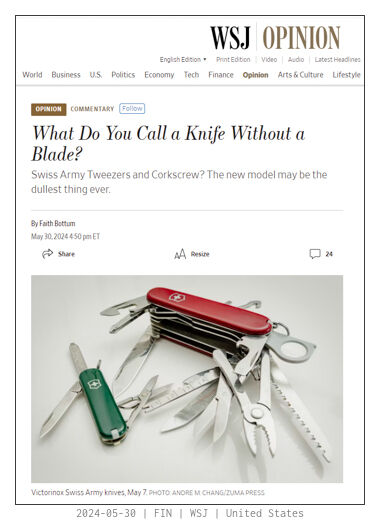 WSJ OPINION
English Edition ▼ Print Edition Video Audio Latest Headlines
World Business U.S. Politics Economy Tech Finance Opinion Arts & Culture Lifestyle
OPINION COMMENTARY Follow
What Do You Call a Knife Without a
Blade?
Swiss Army Tweezers and Corkscrew? The new model may be the
dullest thing ever.
By Faith Bottum
May 30, 2024 4:50 pm ET
Share AA Resize 24
Victorinox Swiss Army knives, May 7. PHOTO: ANDRE M. CHANG/ZUMA PRESS
2024-05-30 | FIN | WSJ | United States